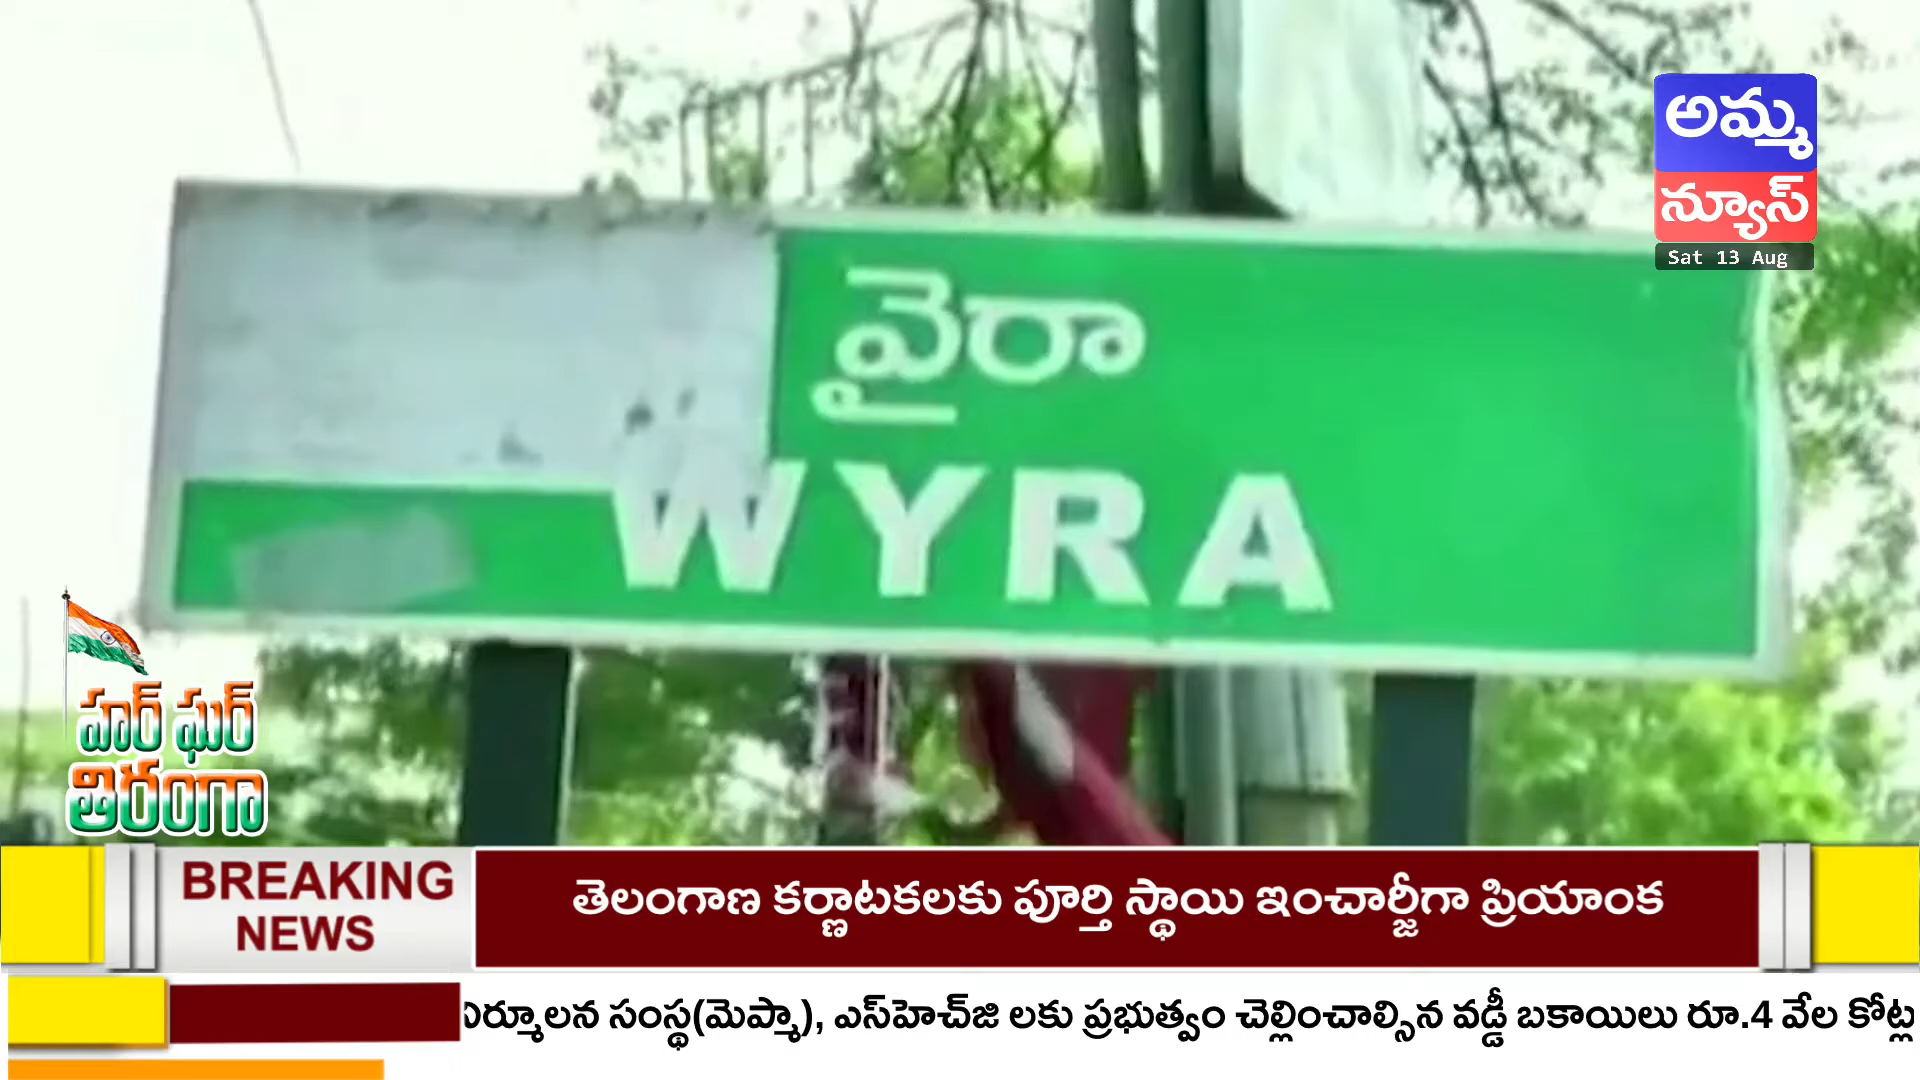 అమ్మ
న్యూస్
Sat 13 Aug
వైరా
WYRA
హర్ ఘర్
తిరంగా
BREAKING
NEWS
తెలంగాణ కర్ణాటకలకు పూర్తి స్థాయి ఇంచార్జీగా ప్రియాంక
సంస్థ(మెప్మా), ఎస్‌హెచ్‌జి లకు ప్రభుత్వం చెల్లించాల్సిన వడ్డీ బకాయిలు రూ.4 వేల కోట్ల